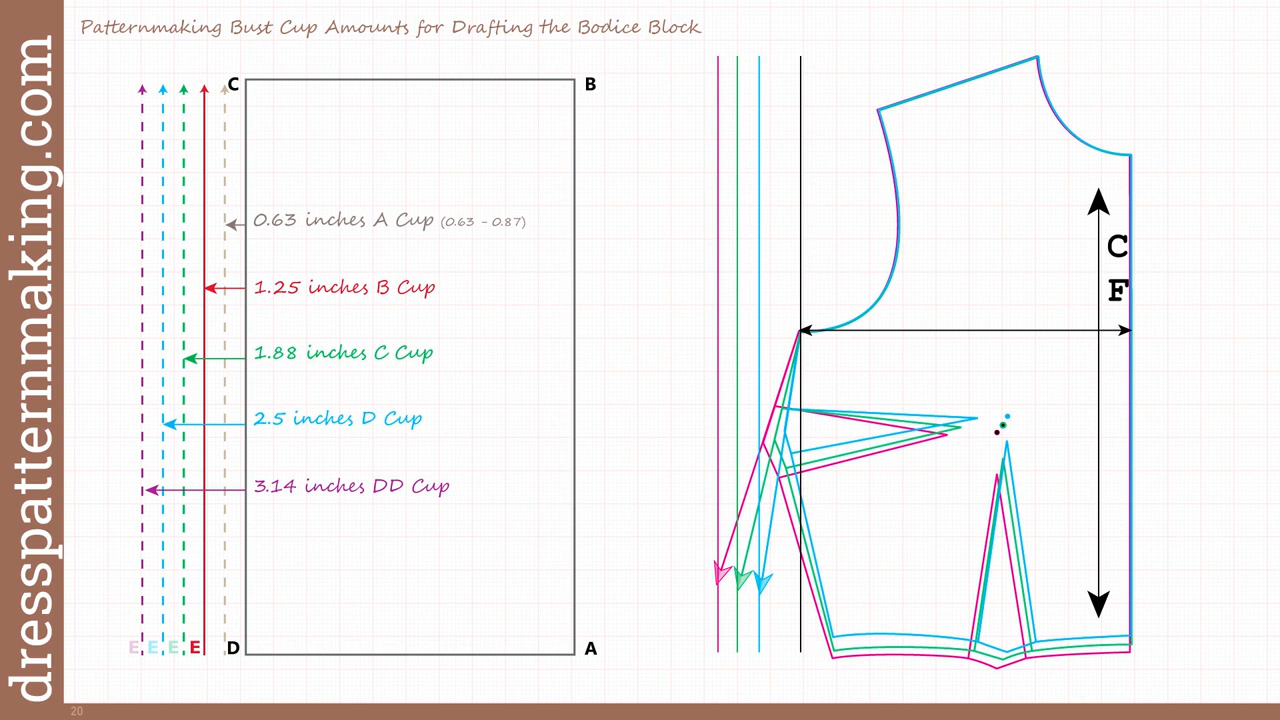 dresspatternmaking.com
Patternmaking Bust Cup Amounts for Drafting the Bodice Block
C
B
0.63 inches A Cup (0.63 - 0.87)
1.25 inches B Cup
1.88 inches C Cup
2.5 inches D Cup
3.14 inches DD Cup
E E E E D
A
C
F
20